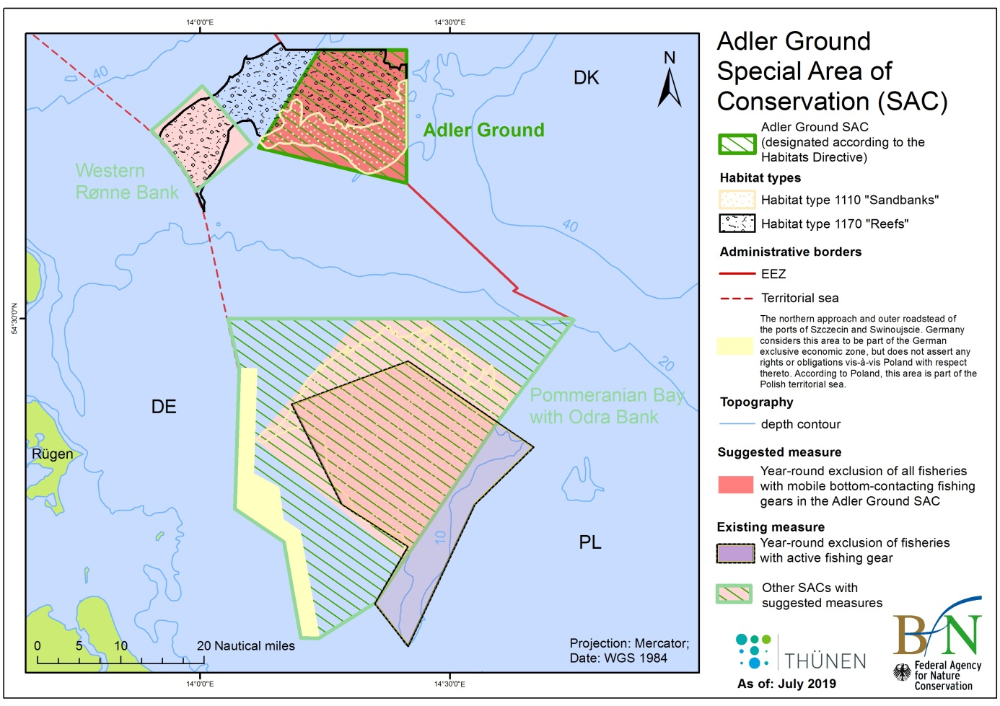 14°0'0"E
14°30'0"E
40
N
DK
Adler Ground
Western
Rønne Bank
40
54°30'0"N
20
Pommeranian Bay
with Odra Bank
DE
Rügen
10
PL
0 5 10 20 Nautical miles
Projection: Mercator;
Date: WGS 1984
14°0'0"E
14°30'0"E
Adler Ground
Special Area of
Conservation (SAC)
Adler Ground SAC
(designated according to the
Habitats Directive)
Habitat types
Habitat type 1110 "Sandbanks"
Habitat type 1170 "Reefs"
Administrative borders
EEZ
Territorial sea
The northern approach and outer roadstead of
the ports of Szczecin and Swinoujscie. Germany
considers this area to be part of the German
exclusive economic zone, but does not assert any
rights or obligations vis-à-vis Poland with respect
thereto. According to Poland, this area is part of the
Polish territorial sea.
Topography
depth contour
Suggested measure
Year-round exclusion of all fisheries
with mobile bottom-contacting fishing
gears in the Adler Ground SAC
Existing measure
Year-round exclusion of fisheries
with active fishing gear
Other SACs with
suggested measures
THÜNEN
As of: July 2019
BfN
Federal Agency
for Nature
Conservation